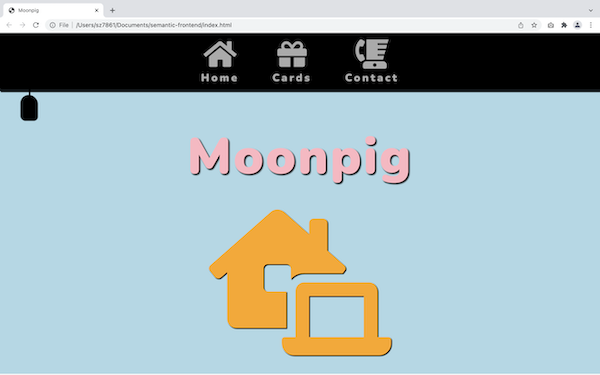 Moonpig
File | /Users/sz7861/Documents/semantic-frontend/index.html
Home Cards Contact
Moonpig